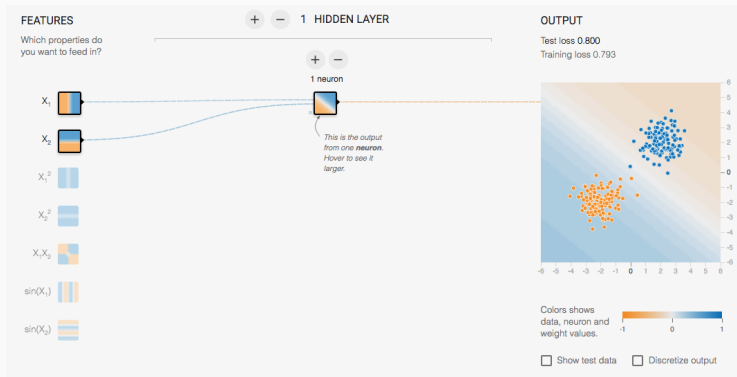 FEATURES
Which properties do
you want to feed in?
X1
X2
X1²
X2²
X1X2
sin(X1)
sin(X2)
+ − 1 HIDDEN LAYER
+ −
1 neuron
This is the output
from one neuron.
Hover to see it
larger.
OUTPUT
Test loss 0.800
Training loss 0.793
6
5
4
3
2
1
0
-1
-2
-3
-4
-5
-6
-6 -5 -4 -3 -2 -1 0 1 2 3 4 5 6
Colors shows
data, neuron and
weight values.
-1 0 1
Show test data Discretize output